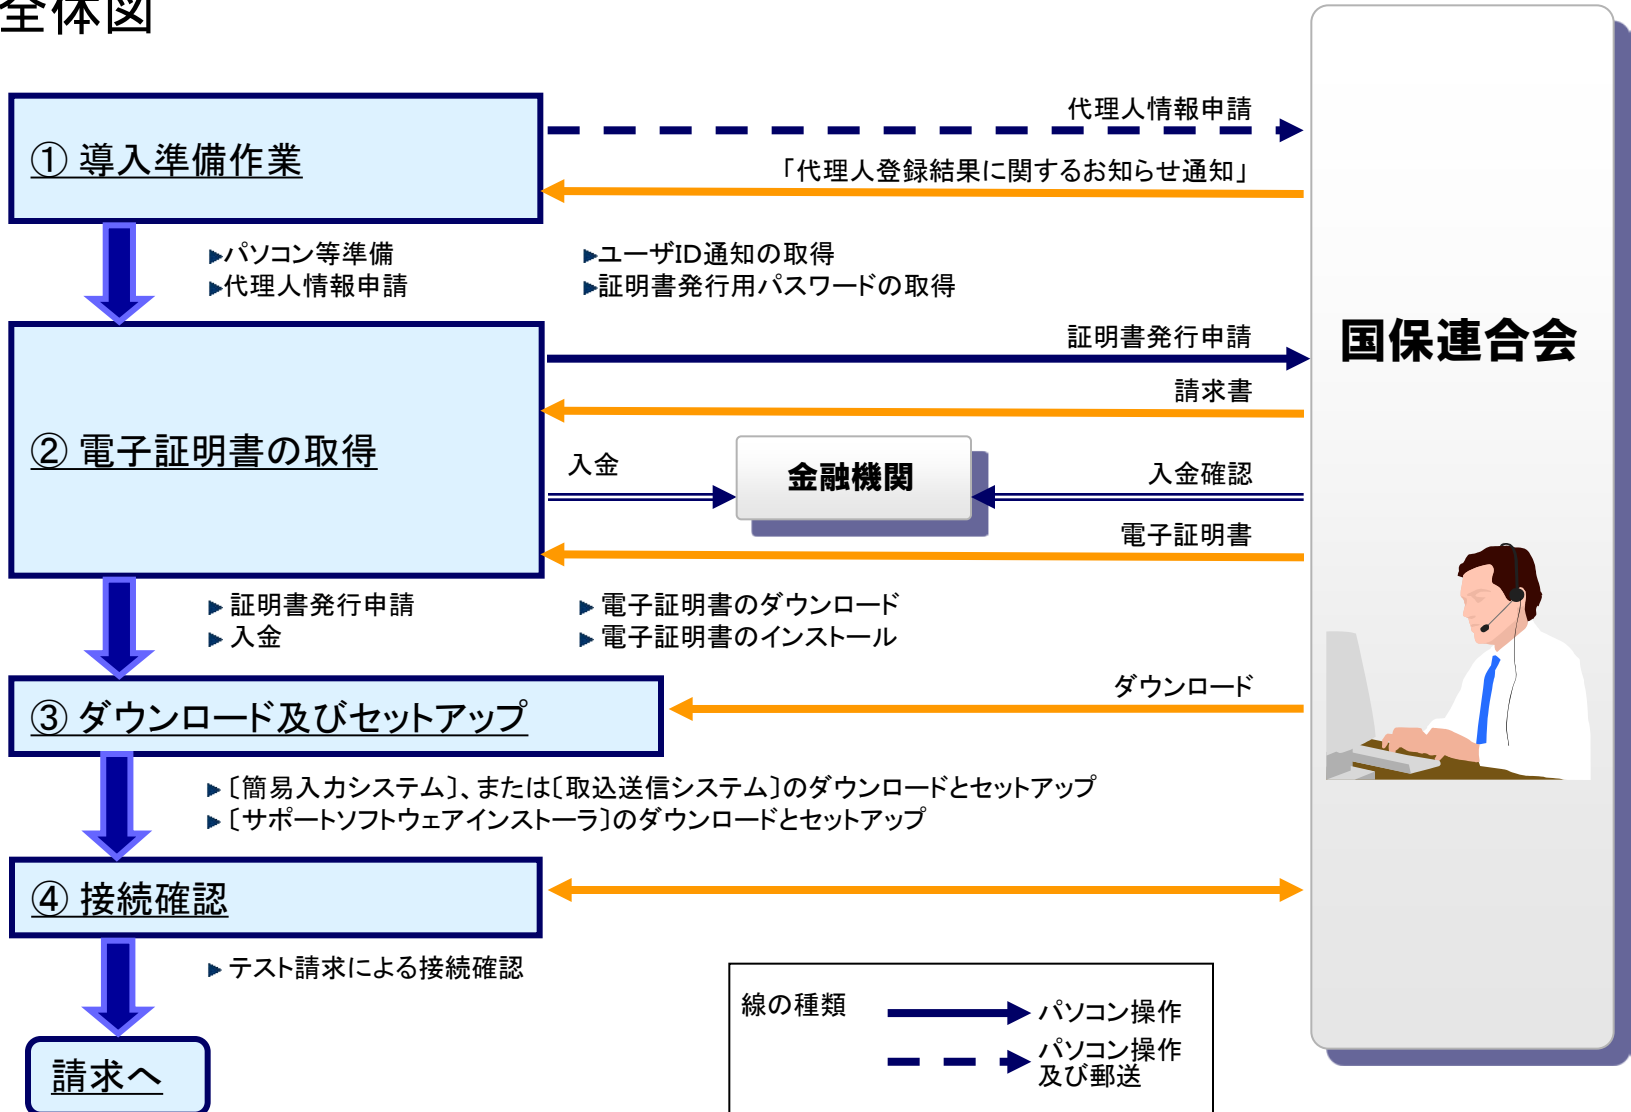 全体図
代理人情報申請
① 導入準備作業
「代理人登録結果に関するお知らせ通知」
▶パソコン等準備
▶代理人情報申請
▶ユーザID通知の取得
▶証明書発行用パスワードの取得
国保連合会
証明書発行申請
請求書
② 電子証明書の取得
入金
金融機関
入金確認
電子証明書
▶証明書発行申請
▶入金
▶電子証明書のダウンロード
▶電子証明書のインストール
③ ダウンロード及びセットアップ
ダウンロード
▶〔簡易入力システム〕、または〔取込送信システム〕のダウンロードとセットアップ
▶〔サポートソフトウェアインストーラ〕のダウンロードとセットアップ
④ 接続確認
▶テスト請求による接続確認
請求へ
線の種類
パソコン操作
パソコン操作
及び郵送